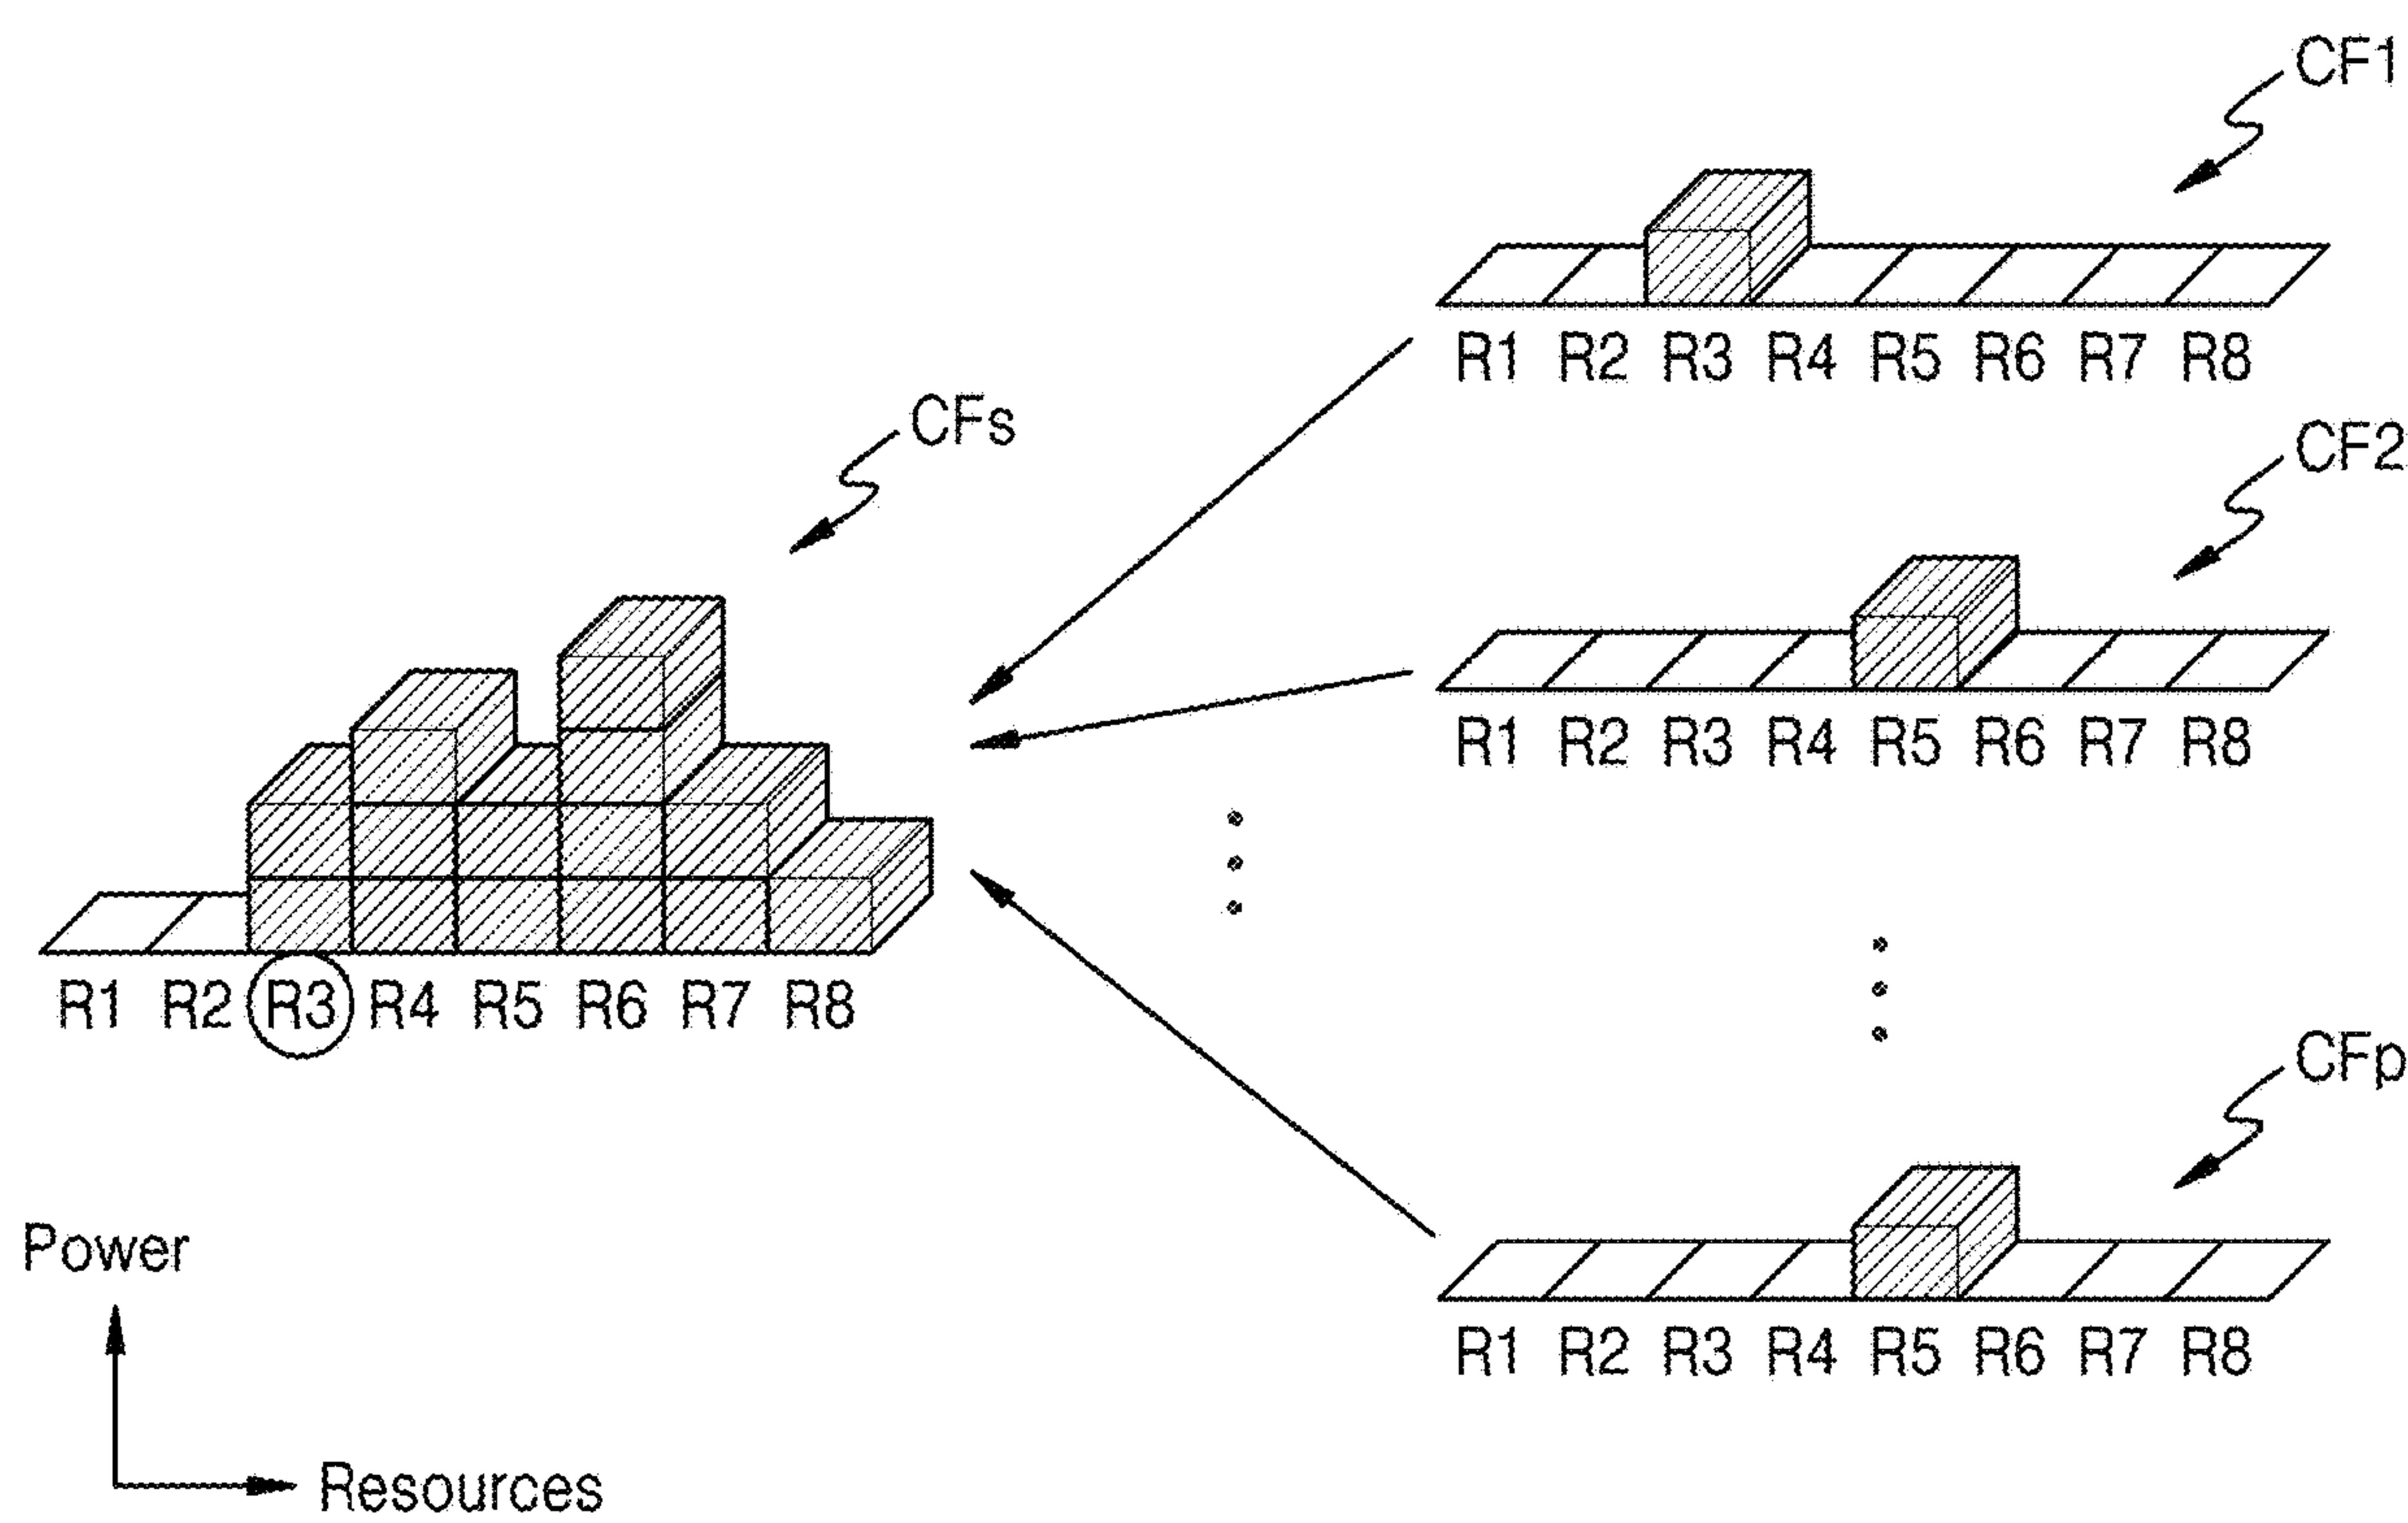 CF1
R1 R2 R3 R4 R5 R6 R7 R8
CFs
CF2
R1 R2 R3 R4 R5 R6 R7 R8
R1 R2 R3 R4 R5 R6 R7 R8
CFp
R1 R2 R3 R4 R5 R6 R7 R8
Power
Resources